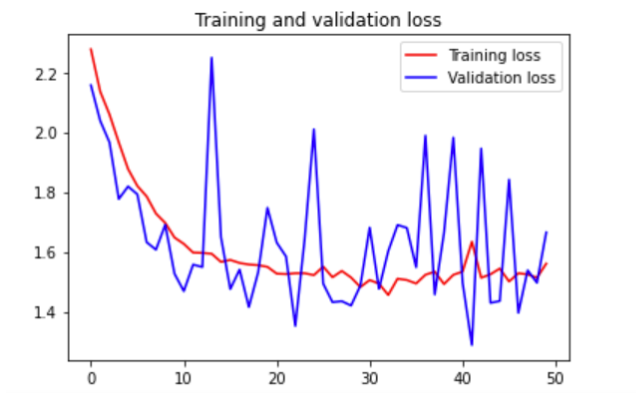 Training and validation loss
Training loss
Validation loss
2.2
2.0
1.8
1.6
1.4
0 10 20 30 40 50